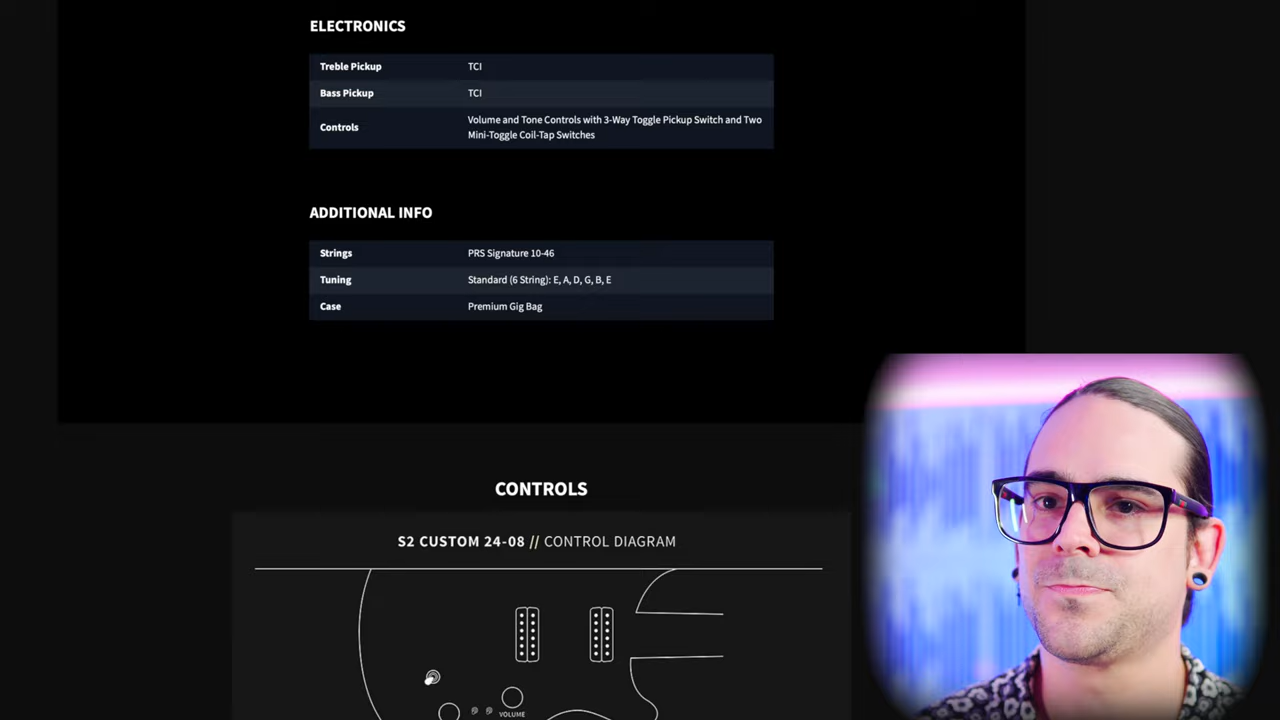 ELECTRONICS
Treble Pickup TCI
Bass Pickup TCI
Controls Volume and Tone Controls with 3-Way Toggle Pickup Switch and Two
Mini-Toggle Coil-Tap Switches
ADDITIONAL INFO
Strings PRS Signature 10-46
Tuning Standard (6 String): E, A, D, G, B, E
Case Premium Gig Bag
CONTROLS
S2 CUSTOM 24-08 // CONTROL DIAGRAM
VOLUME